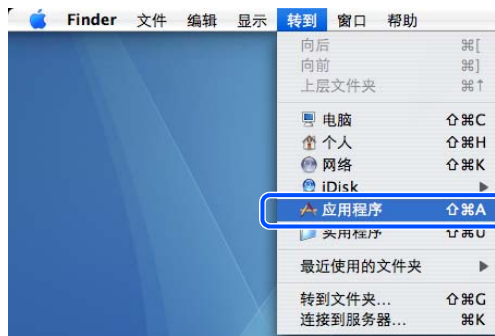 Finder 文件 编辑 显示 转到 窗口 帮助
向后 ⌘[
向前 ⌘]
上层文件夹 ⌘↑
电脑 ⇧⌘C
个人 ⇧⌘H
网络 ⇧⌘K
iDisk
应用程序 ⇧⌘A
实用程序 ⇧⌘U
最近使用的文件夹
转到文件夹... ⇧⌘G
连接到服务器... ⌘K